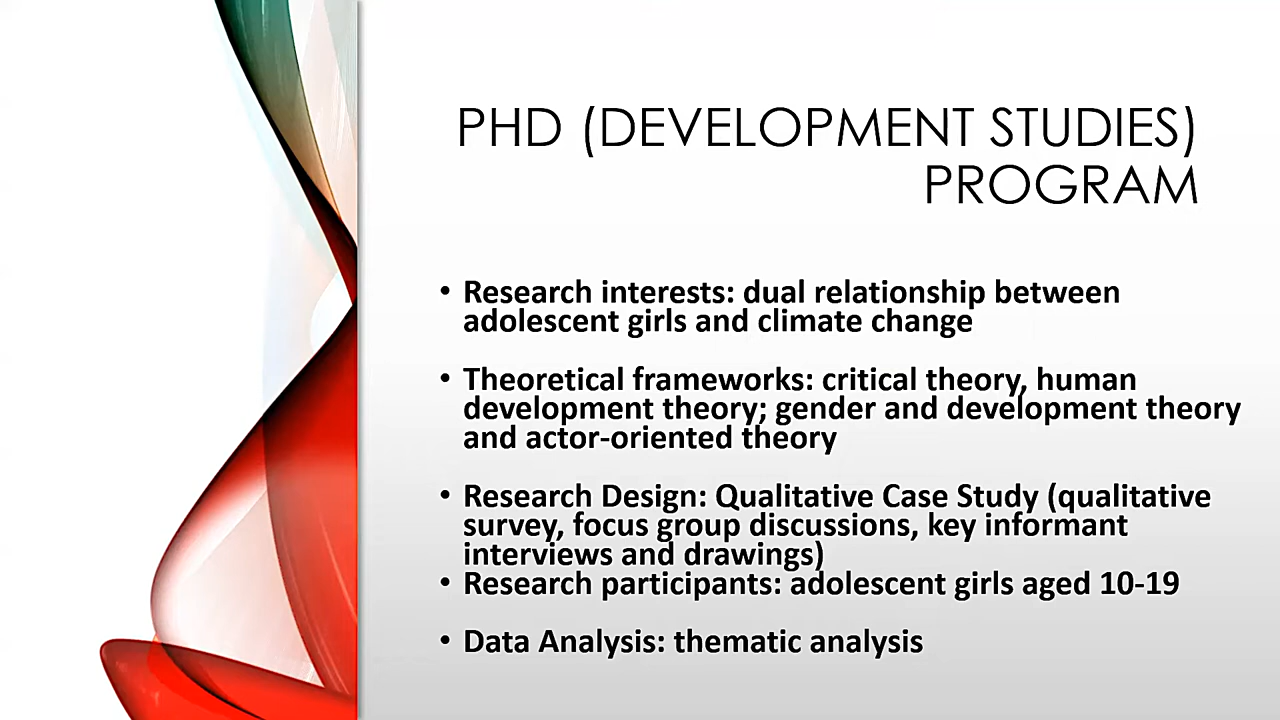 PHD (DEVELOPMENT STUDIES)
PROGRAM
• Research interests: dual relationship between
adolescent girls and climate change
• Theoretical frameworks: critical theory, human
development theory; gender and development theory
and actor-oriented theory
• Research Design: Qualitative Case Study (qualitative
survey, focus group discussions, key informant
interviews and drawings)
• Research participants: adolescent girls aged 10-19
• Data Analysis: thematic analysis